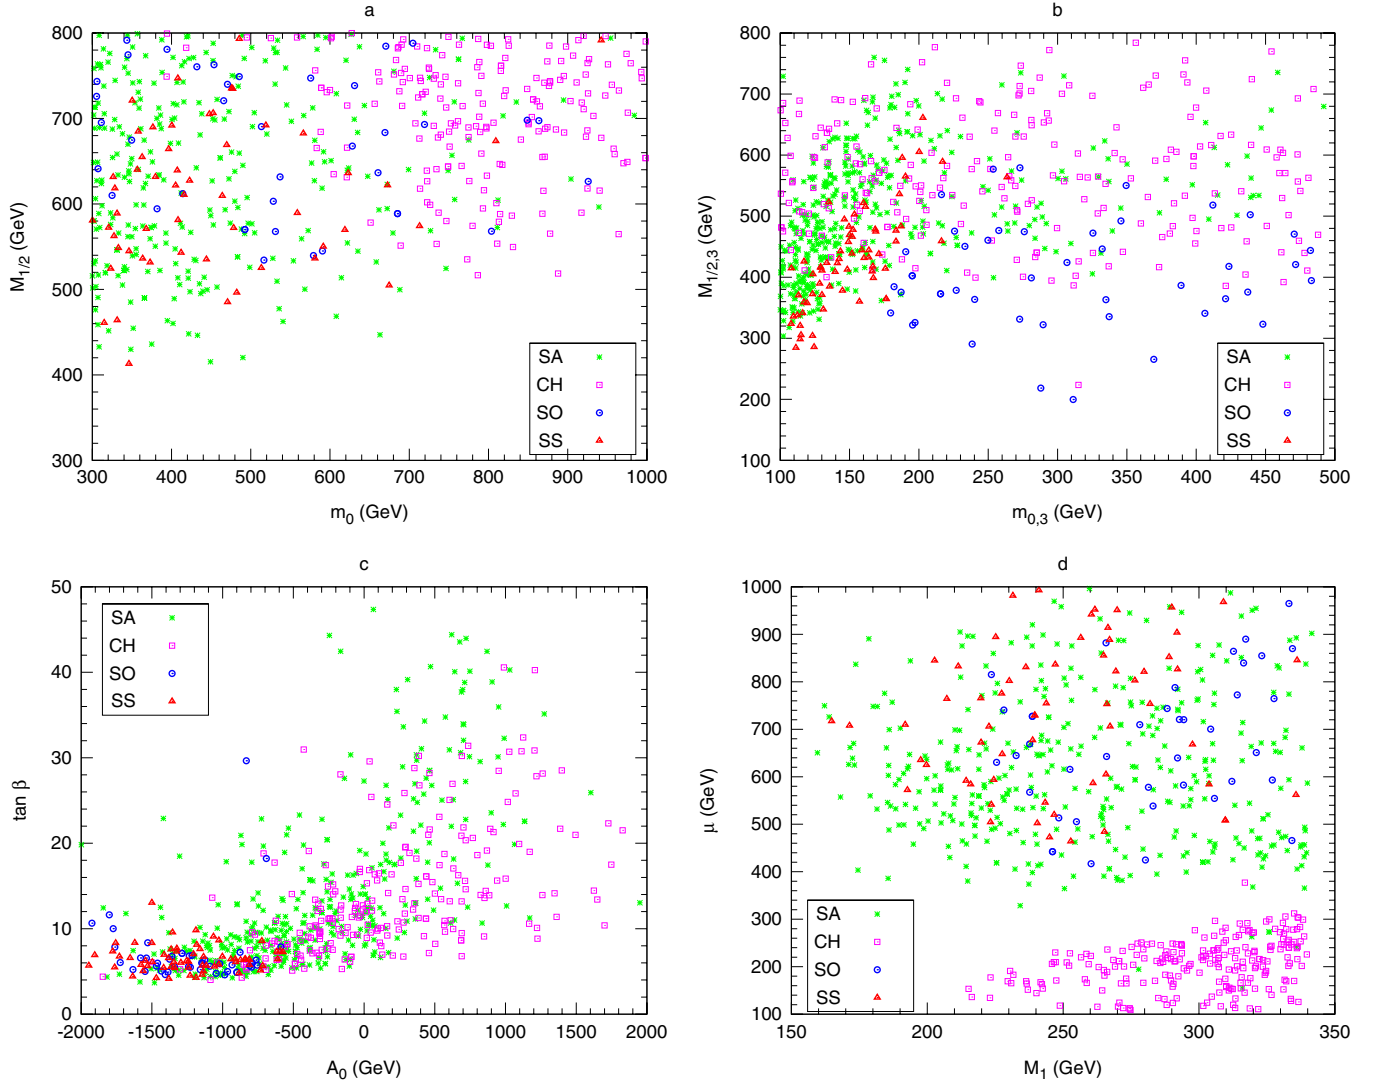 a
800
700
600
500
400
300
M1/2 (GeV)
300 400 500 600 700 800 900 1000
m0 (GeV)
SA
CH
SO
SS
b
800
700
600
500
400
300
200
100
M1/2,3 (GeV)
100 150 200 250 300 350 400 450 500
m0,3 (GeV)
SA
CH
SO
SS
c
50
40
30
20
10
0
tan β
-2000 -1500 -1000 -500 0 500 1000 1500 2000
A0 (GeV)
SA
CH
SO
SS
d
1000
900
800
700
600
500
400
300
200
100
μ (GeV)
150 200 250 300 350
M1 (GeV)
SA
CH
SO
SS